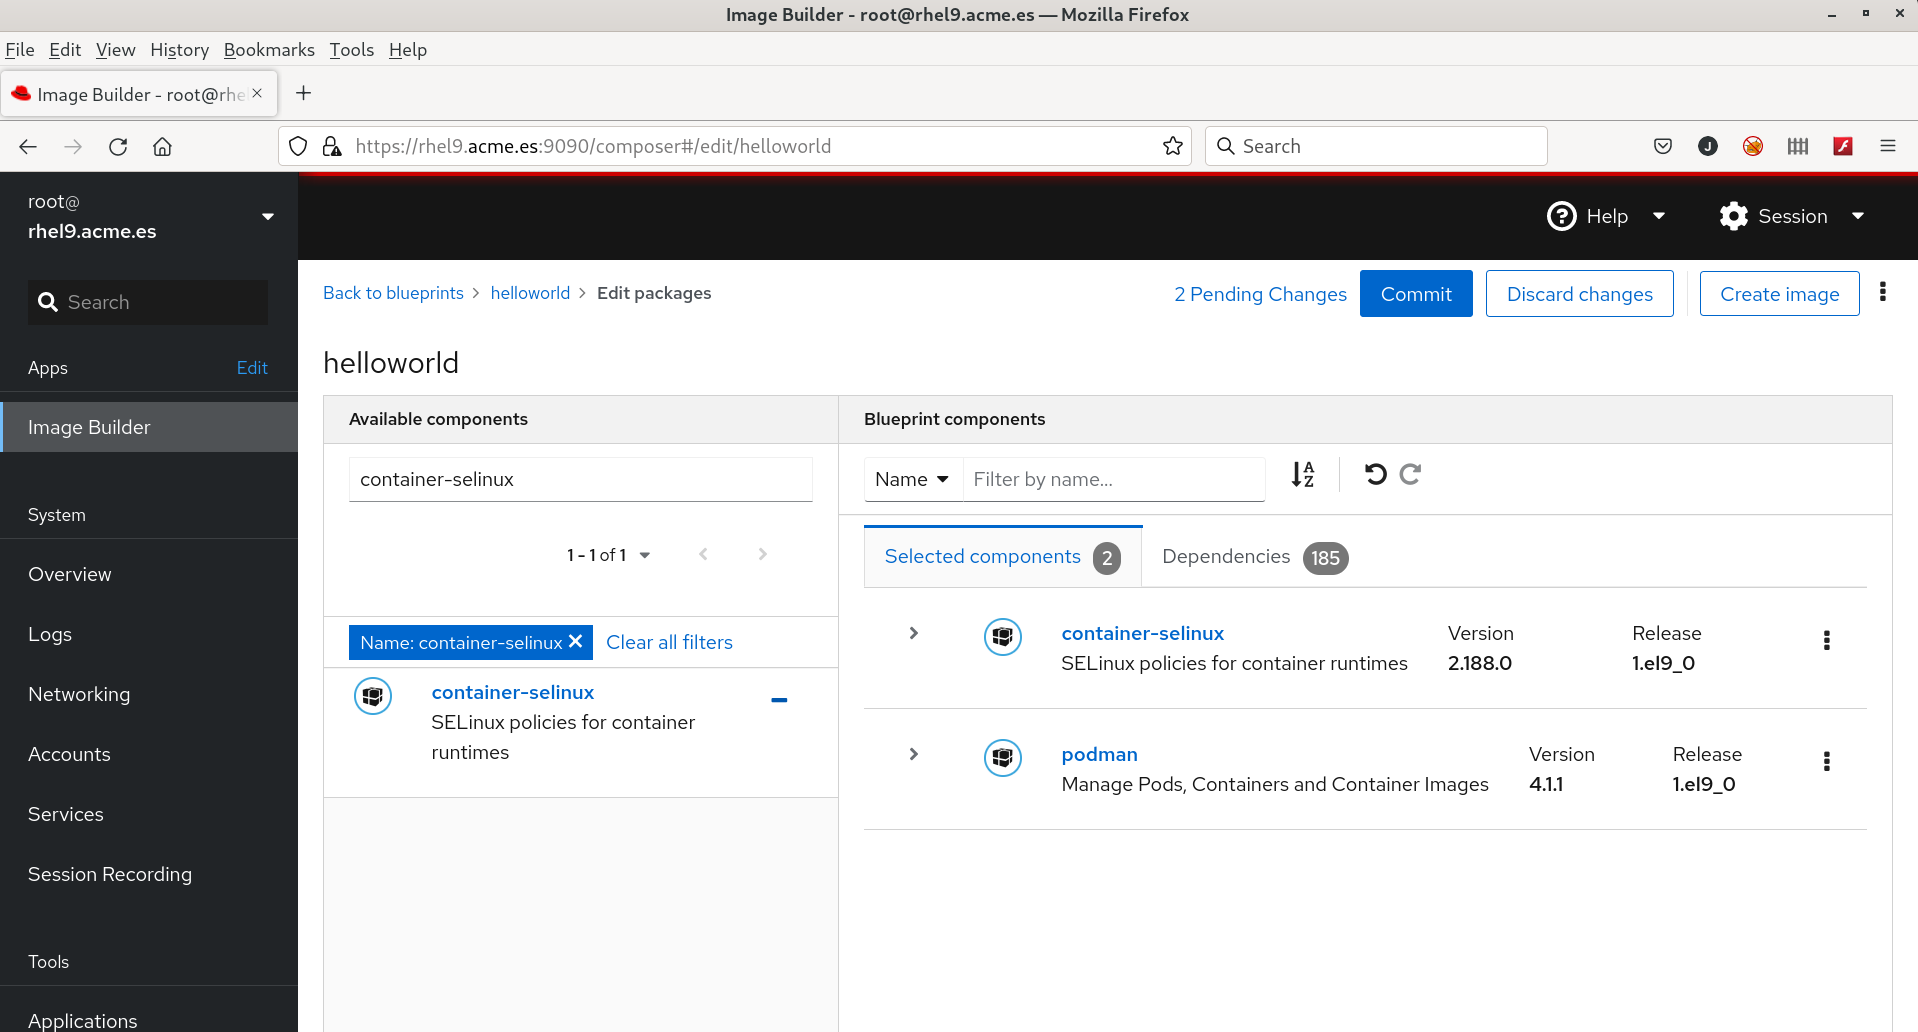 Image Builder - root@rhel9.acme.es — Mozilla Firefox
File Edit View History Bookmarks Tools Help
Image Builder - root@rhe
https://rhel9.acme.es:9090/composer#/edit/helloworld
Search
J
root@
rhel9.acme.es
Help
Session
Search
Apps
Edit
Image Builder
System
Overview
Logs
Networking
Accounts
Services
Session Recording
Tools
Applications
Back to blueprints > helloworld > Edit packages
2 Pending Changes
Commit
Discard changes
Create image
helloworld
Available components
container-selinux
1 - 1 of 1
Name: container-selinux
Clear all filters
container-selinux
SELinux policies for container
runtimes
Blueprint components
Name
Filter by name...
A
Z
Selected components 2
Dependencies 185
container-selinux
SELinux policies for container runtimes
Version
2.188.0
Release
1.el9_0
podman
Manage Pods, Containers and Container Images
Version
4.1.1
Release
1.el9_0